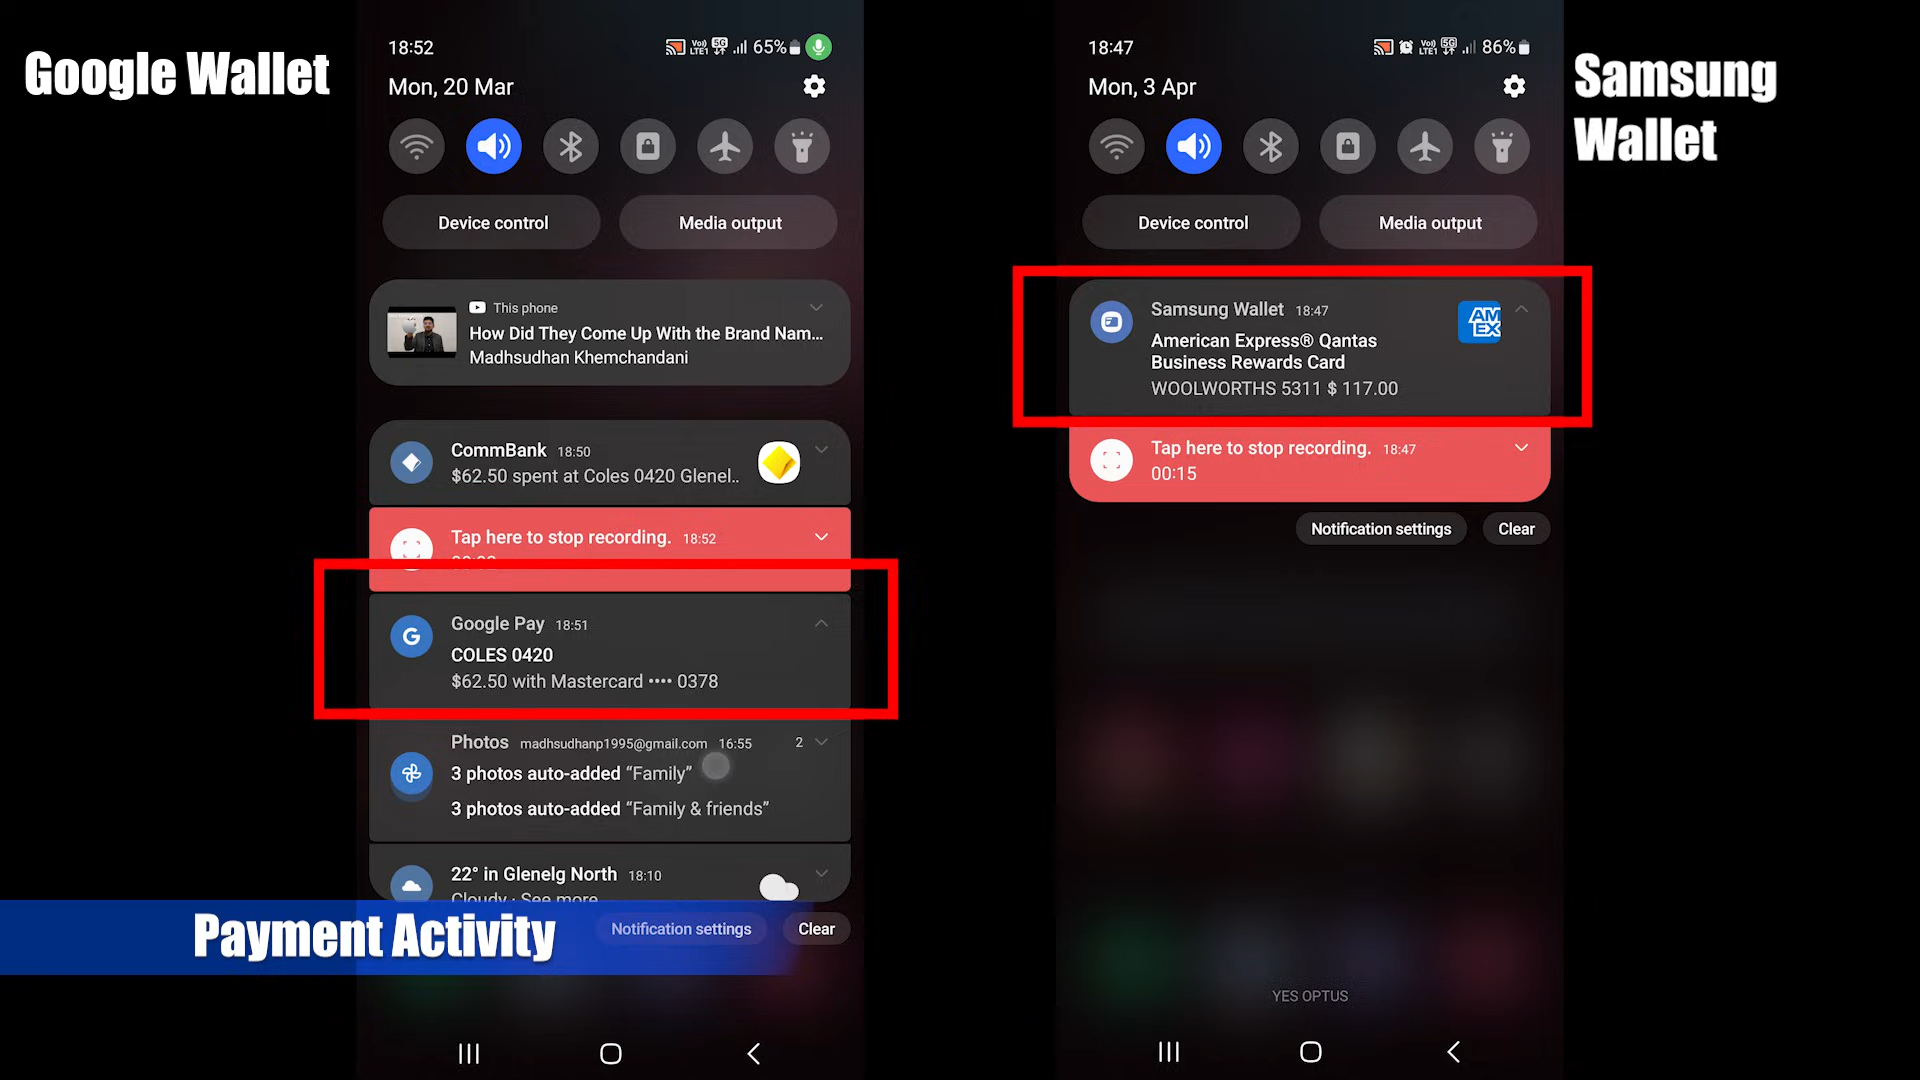 Google Wallet
18:52
65%
Mon, 20 Mar
Device control
Media output
This phone
How Did They Come Up With the Brand Nam...
Madhsudhan Khemchandani
CommBank 18:50
$62.50 spent at Coles 0420 Glenel..
Tap here to stop recording. 18:52
Google Pay 18:51
COLES 0420
$62.50 with Mastercard •••• 0378
Photos madhsudhanp1995@gmail.com 16:55 2
3 photos auto-added “Family”
3 photos auto-added “Family & friends”
22° in Glenelg North 18:10
Cloudy · See more
Notification settings
Clear
Payment Activity
Samsung
Wallet
18:47
86%
Mon, 3 Apr
Device control
Media output
Samsung Wallet 18:47
AM
EX
American Express® Qantas
Business Rewards Card
WOOLWORTHS 5311 $ 117.00
Tap here to stop recording. 18:47
00:15
Notification settings
Clear
YES OPTUS